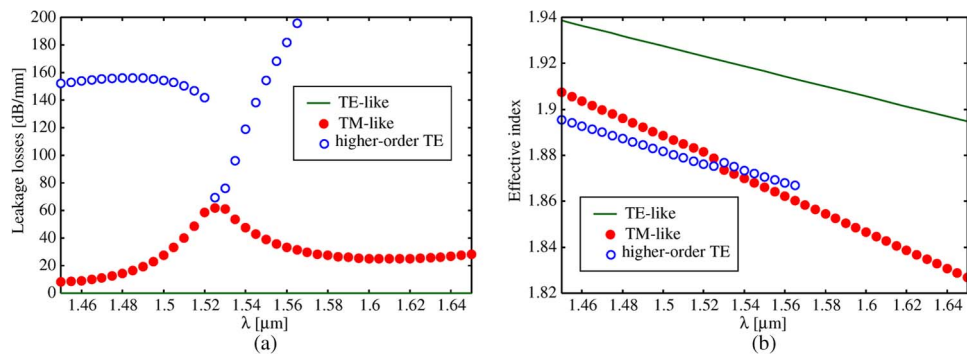 200
180
160
140
120
100
80
60
40
20
0
Leakage losses [dB/mm]
TE-like
TM-like
higher-order TE
1.46 1.48 1.5 1.52 1.54 1.56 1.58 1.6 1.62 1.64
λ [µm]
(a)
1.94
1.92
1.9
1.88
1.86
1.84
1.82
Effective index
TE-like
TM-like
higher-order TE
1.46 1.48 1.5 1.52 1.54 1.56 1.58 1.6 1.62 1.64
λ [µm]
(b)